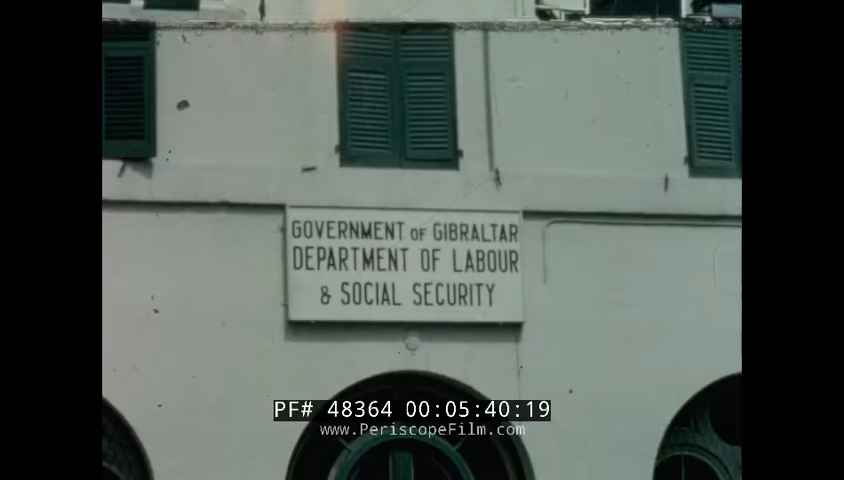 GOVERNMENT OF GIBRALTAR
DEPARTMENT OF LABOUR
& SOCIAL SECURITY
PF# 48364 00:05:40:19
www.PeriscopeFilm.com